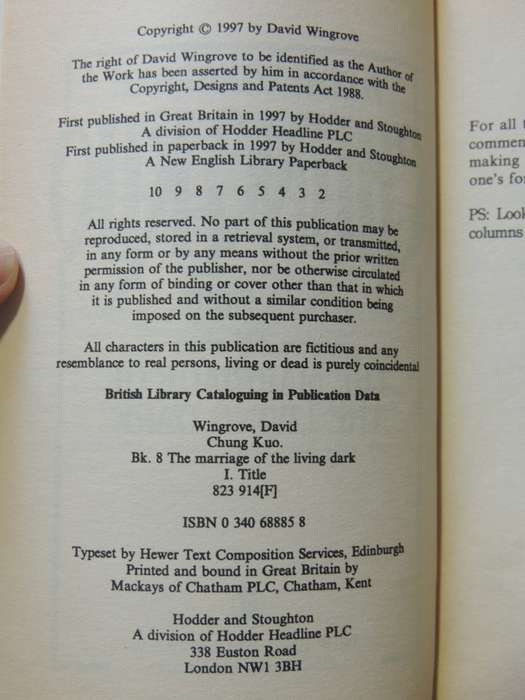 Copyright © 1997 by David Wingrove
The right of David Wingrove to be identified as the Author of
the Work has been asserted by him in accordance with the
Copyright, Designs and Patents Act 1988.
First published in Great Britain in 1997 by Hodder and Stoughton
A division of Hodder Headline PLC
First published in paperback in 1997 by Hodder and Stoughton
A New English Library Paperback
10 9 8 7 6 5 4 3 2
All rights reserved. No part of this publication may be
reproduced, stored in a retrieval system, or transmitted,
in any form or by any means without the prior written
permission of the publisher, nor be otherwise circulated
in any form of binding or cover other than that in which
it is published and without a similar condition being
imposed on the subsequent purchaser.
All characters in this publication are fictitious and any
resemblance to real persons, living or dead is purely coincidental
British Library Cataloguing in Publication Data
Wingrove, David
Chung Kuo.
Bk. 8 The marriage of the living dark
I. Title
823 914[F]
ISBN 0 340 68885 8
Typeset by Hewer Text Composition Services, Edinburgh
Printed and bound in Great Britain by
Mackays of Chatham PLC, Chatham, Kent
Hodder and Stoughton
A division of Hodder Headline PLC
338 Euston Road
London NW1 3BH
For all
commen
making
one's fo
PS: Look
columns